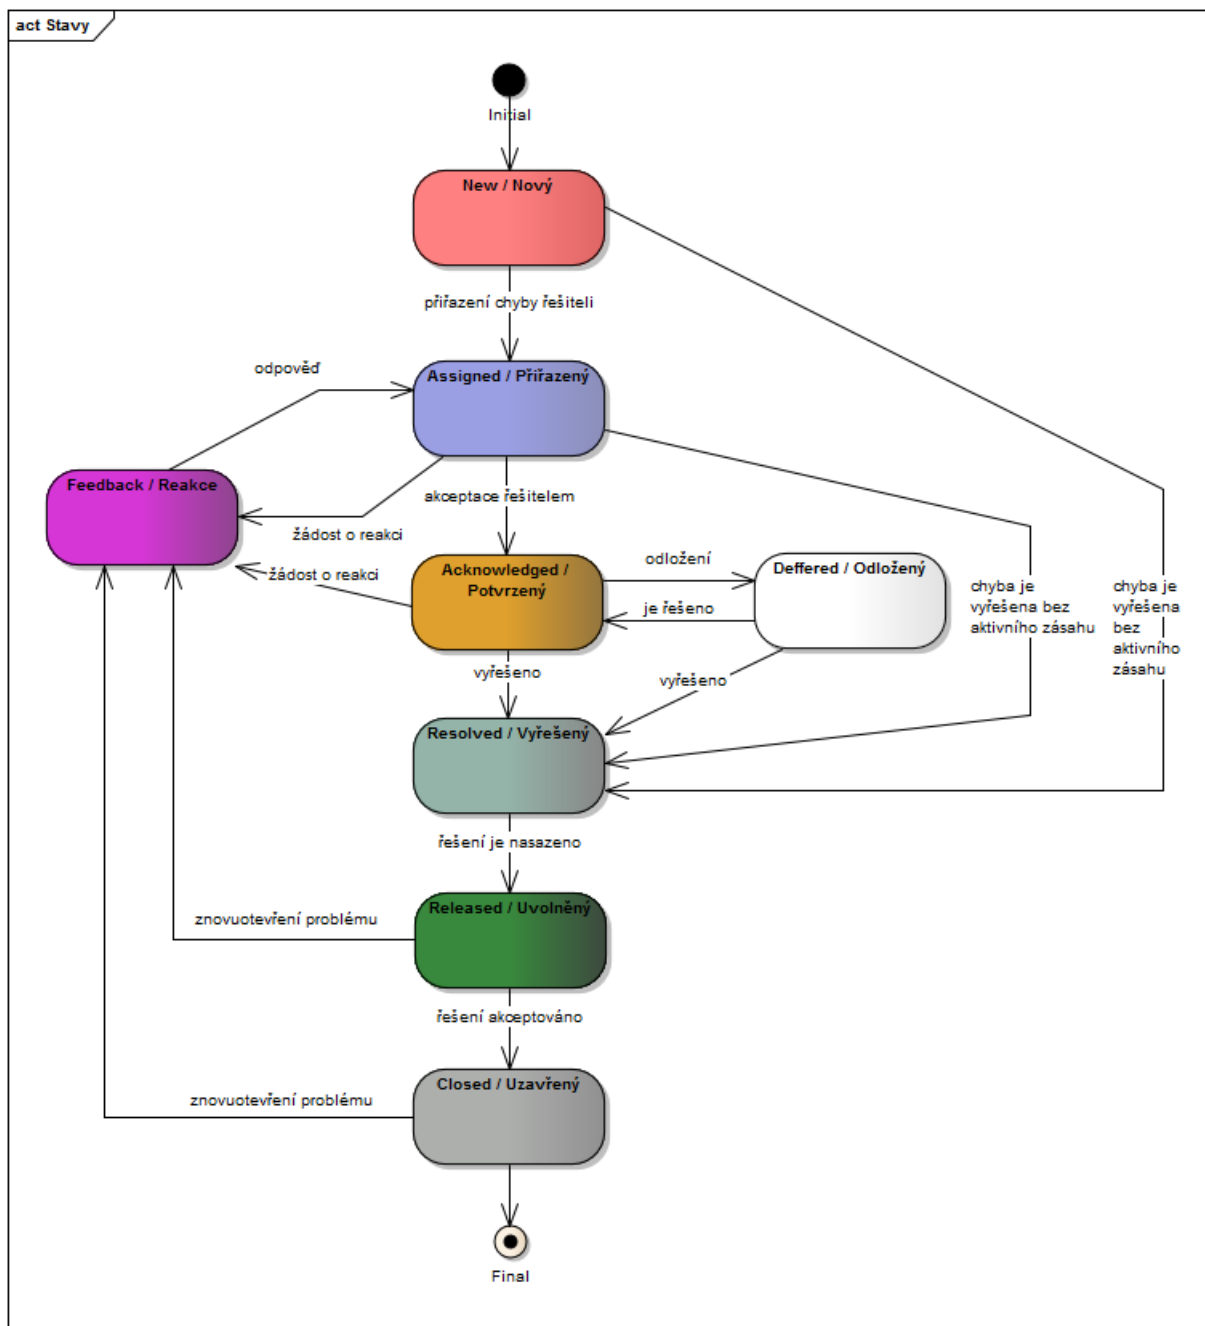 act Stavy
Initial
New / Nový
přiřazení chyby řešiteli
odpověď
Assigned / Přiřazený
Feedback / Reakce
akceptace řešitelem
žádost o reakci
žádost o reakci
Acknowledged /
Potvrzený
odložení
je řešeno
Deffered / Odložený
chyba je
vyřešena bez
aktivního zásahu
chyba je
vyřešena
bez
aktivního
zásahu
vyřešeno
vyřešeno
Resolved / Vyřešený
řešení je nasazeno
Released / Uvolněný
znovuotevření problému
řešení akceptováno
Closed / Uzavřený
znovuotevření problému
Final